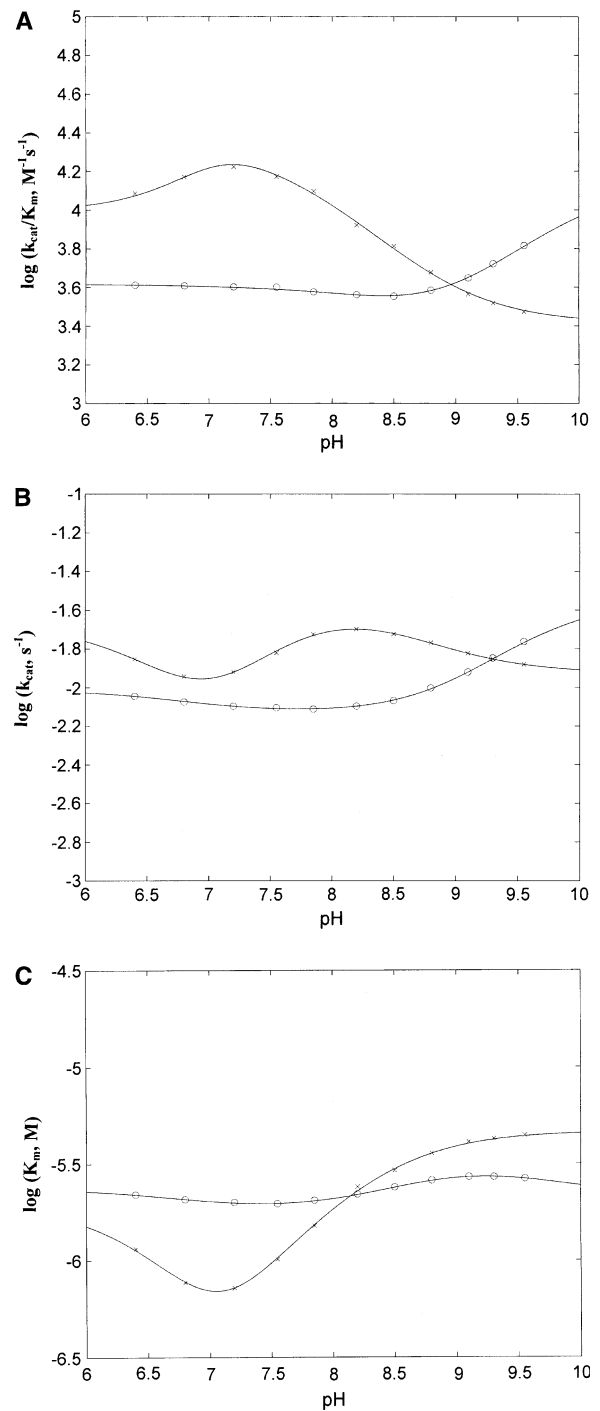 A
5
4.8
4.6
4.4
4.2
4
3.8
3.6
3.4
3.2
3
log (kcat/Km, M⁻¹s⁻¹)
6 6.5 7 7.5 8 8.5 9 9.5 10
pH
B
-1
-1.2
-1.4
-1.6
-1.8
-2
-2.2
-2.4
-2.6
-2.8
-3
log (kcat, s⁻¹)
6 6.5 7 7.5 8 8.5 9 9.5 10
pH
C
-4.5
-5
-5.5
-6
-6.5
log (Km, M)
6 6.5 7 7.5 8 8.5 9 9.5 10
pH